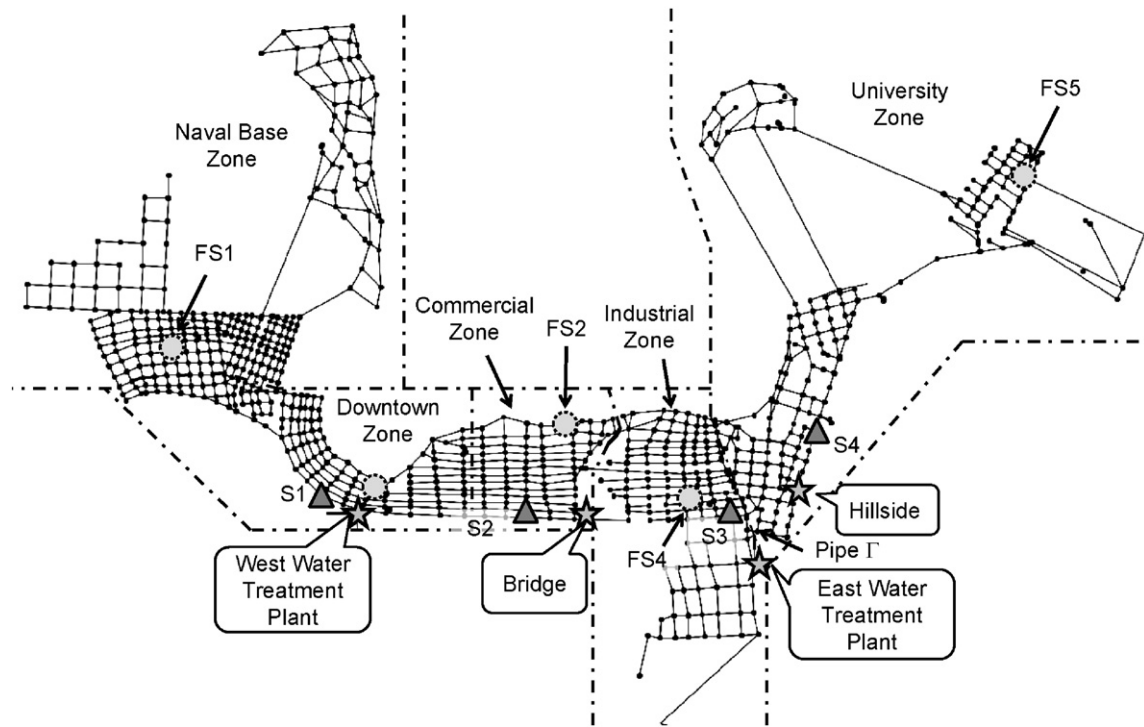 University
Zone
FS5
Naval Base
Zone
FS1
Commercial
Zone
FS2
Industrial
Zone
Downtown
Zone
S4
S1
S2
S3
FS4
Hillside
Pipe Γ
West Water
Treatment
Plant
Bridge
East Water
Treatment
Plant